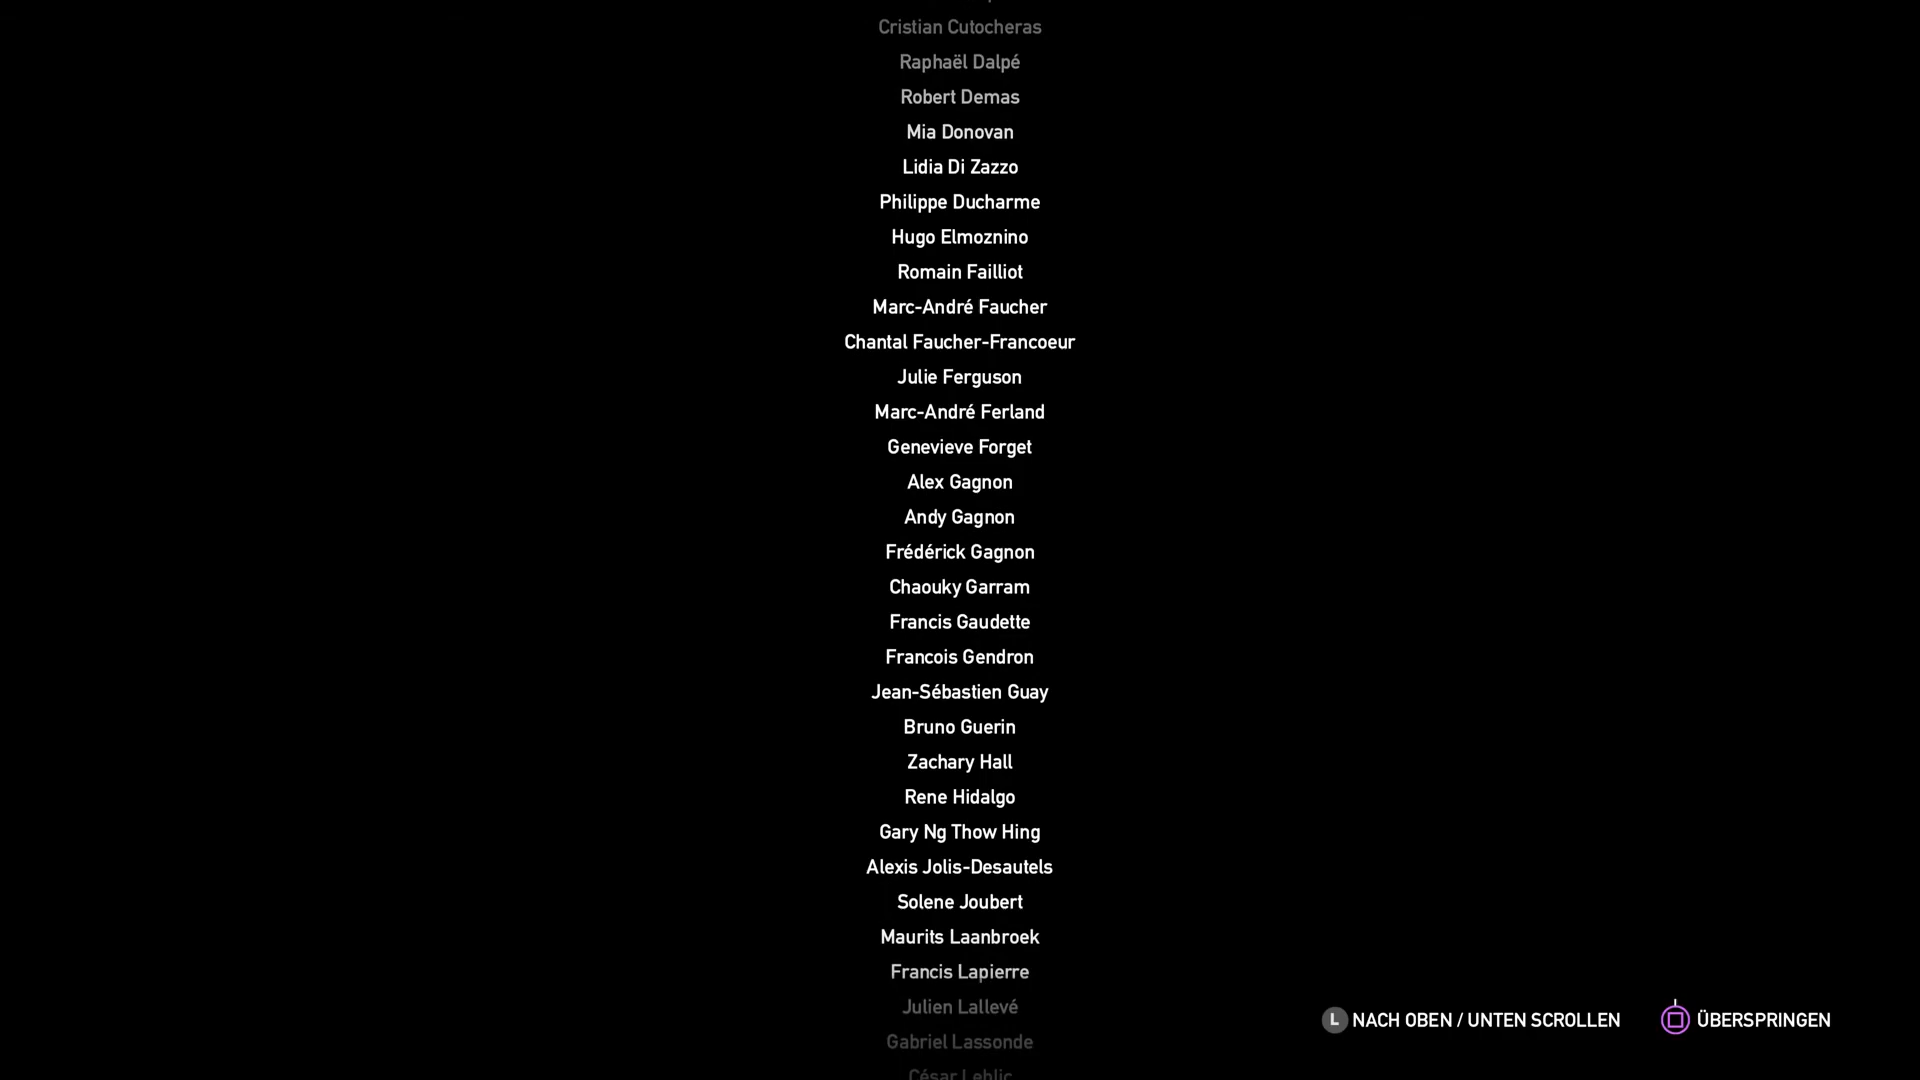 Cristian Cutocheras
Raphaël Dalpé
Robert Demas
Mia Donovan
Lidia Di Zazzo
Philippe Ducharme
Hugo Elmoznino
Romain Failliot
Marc-André Faucher
Chantal Faucher-Francoeur
Julie Ferguson
Marc-André Ferland
Genevieve Forget
Alex Gagnon
Andy Gagnon
Frédérick Gagnon
Chaouky Garram
Francis Gaudette
Francois Gendron
Jean-Sébastien Guay
Bruno Guerin
Zachary Hall
Rene Hidalgo
Gary Ng Thow Hing
Alexis Jolis-Desautels
Solene Joubert
Maurits Laanbroek
Francis Lapierre
Julien Lallevé
Gabriel Lassonde
César
L NACH OBEN / UNTEN SCROLLEN
ÜBERSPRINGEN